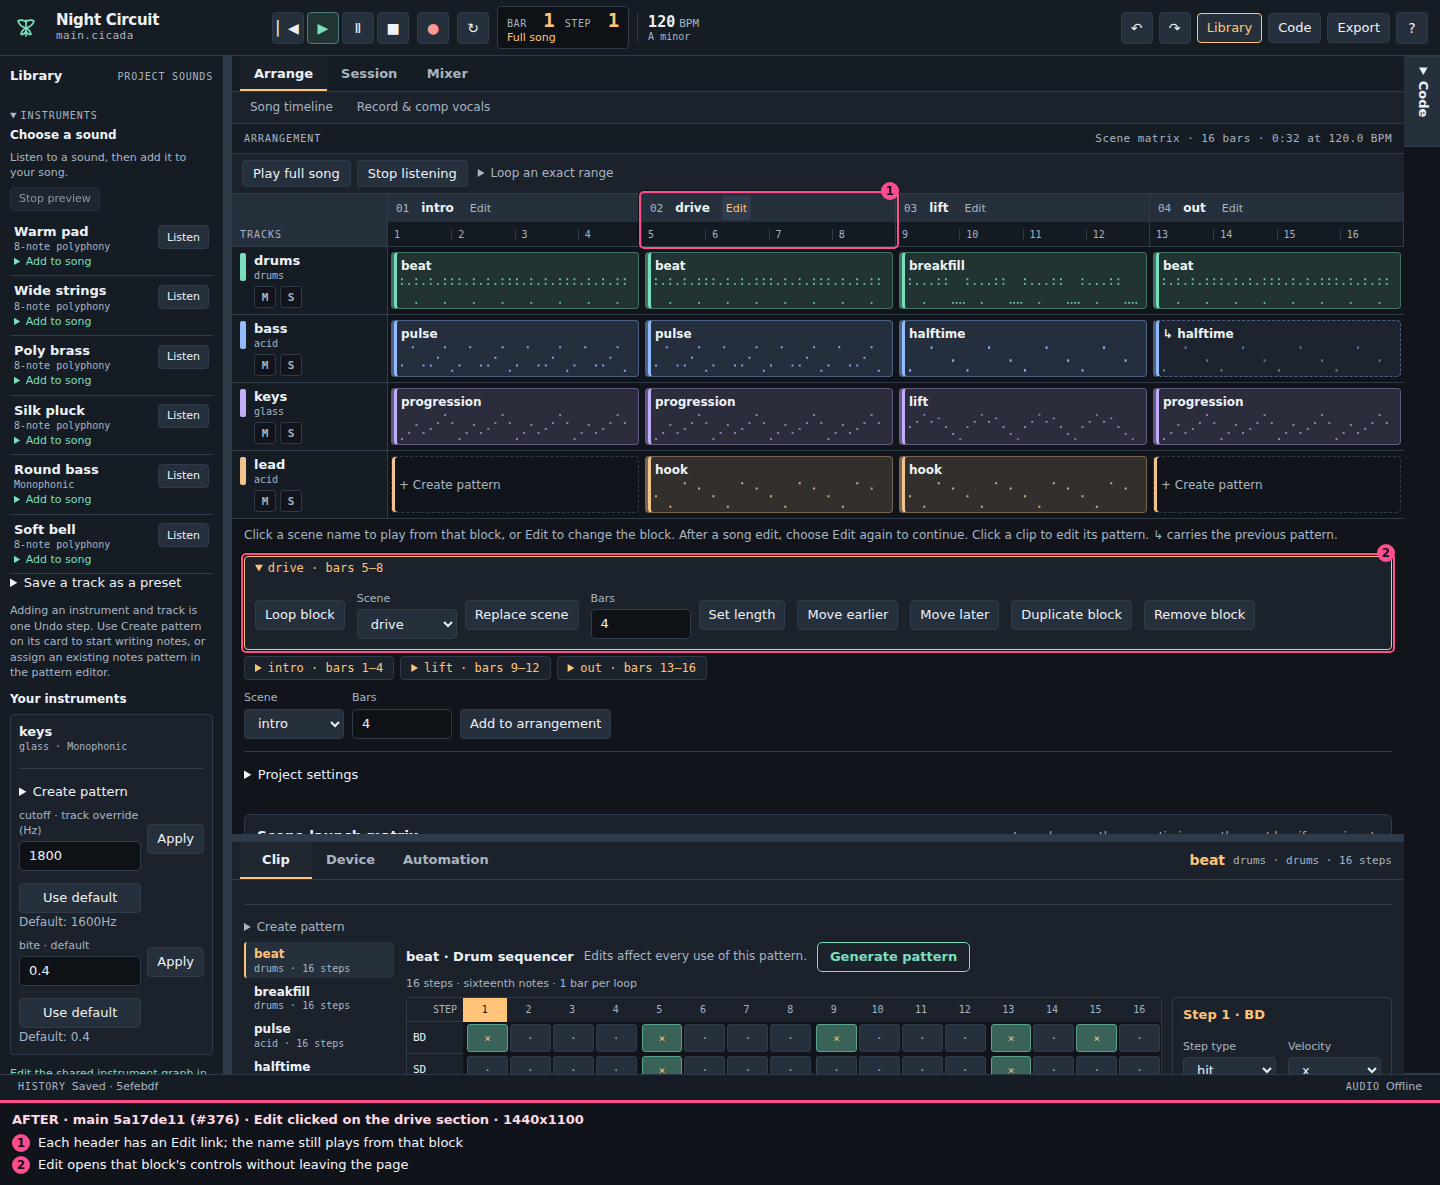 Night Circuit
main.cicada
BAR 1 STEP 1
Full song
120 BPM
A minor
Library
Code
Export
?
Library PROJECT SOUNDS
INSTRUMENTS
Choose a sound
Listen to a sound, then add it to
your song.
Stop preview
Warm pad
8-note polyphony
Add to song
Listen
Wide strings
8-note polyphony
Add to song
Listen
Poly brass
8-note polyphony
Add to song
Listen
Silk pluck
8-note polyphony
Add to song
Listen
Round bass
Monophonic
Add to song
Listen
Soft bell
8-note polyphony
Add to song
Listen
Save a track as a preset
Adding an instrument and track is
one Undo step. Use Create pattern
on its card to start writing notes, or
assign an existing notes pattern in
the pattern editor.
Your instruments
keys
glass · Monophonic
Create pattern
cutoff · track override
(Hz)
1800
Apply
Use default
Default: 1600Hz
bite · default
0.4
Apply
Use default
Default: 0.4
Edit the shared instrument graph in
Arrange Session Mixer
Song timeline Record & comp vocals
ARRANGEMENT Scene matrix · 16 bars · 0:32 at 120.0 BPM
Play full song Stop listening Loop an exact range
1
01 intro Edit 02 drive Edit 03 lift Edit 04 out Edit
TRACKS 1 2 3 4 5 6 7 8 9 10 11 12 13 14 15 16
drums
drums
M S
beat beat breakfill beat
bass
acid
M S
pulse pulse halftime ↳ halftime
keys
glass
M S
progression progression lift progression
lead
acid
M S
+ Create pattern hook hook + Create pattern
Click a scene name to play from that block, or Edit to change the block. After a song edit, choose Edit again to continue. Click a clip to edit its pattern. ↳ carries the previous pattern.
2
drive · bars 5–8
Loop block
Scene
drive
Replace scene
Bars
4
Set length Move earlier Move later Duplicate block Remove block
intro · bars 1–4 lift · bars 9–12 out · bars 13–16
Scene Bars
intro 4 Add to arrangement
Project settings
Clip Device Automation beat drums · drums · 16 steps
Create pattern
beat
drums · 16 steps
breakfill
drums · 16 steps
pulse
acid · 16 steps
halftime
beat · Drum sequencer Edits affect every use of this pattern. Generate pattern
16 steps · sixteenth notes · 1 bar per loop
STEP 1 2 3 4 5 6 7 8 9 10 11 12 13 14 15 16
BD × · · · × · · · × · · · × · × ·
SD · · · · × · · · · · · · × · · ·
Step 1 · BD
Step type Velocity
hit x
Code
HISTORY Saved · 5efebdf AUDIO Offline
AFTER · main 5a17de11 (#376) · Edit clicked on the drive section · 1440x1100
1 Each header has an Edit link; the name still plays from that block
2 Edit opens that block's controls without leaving the page